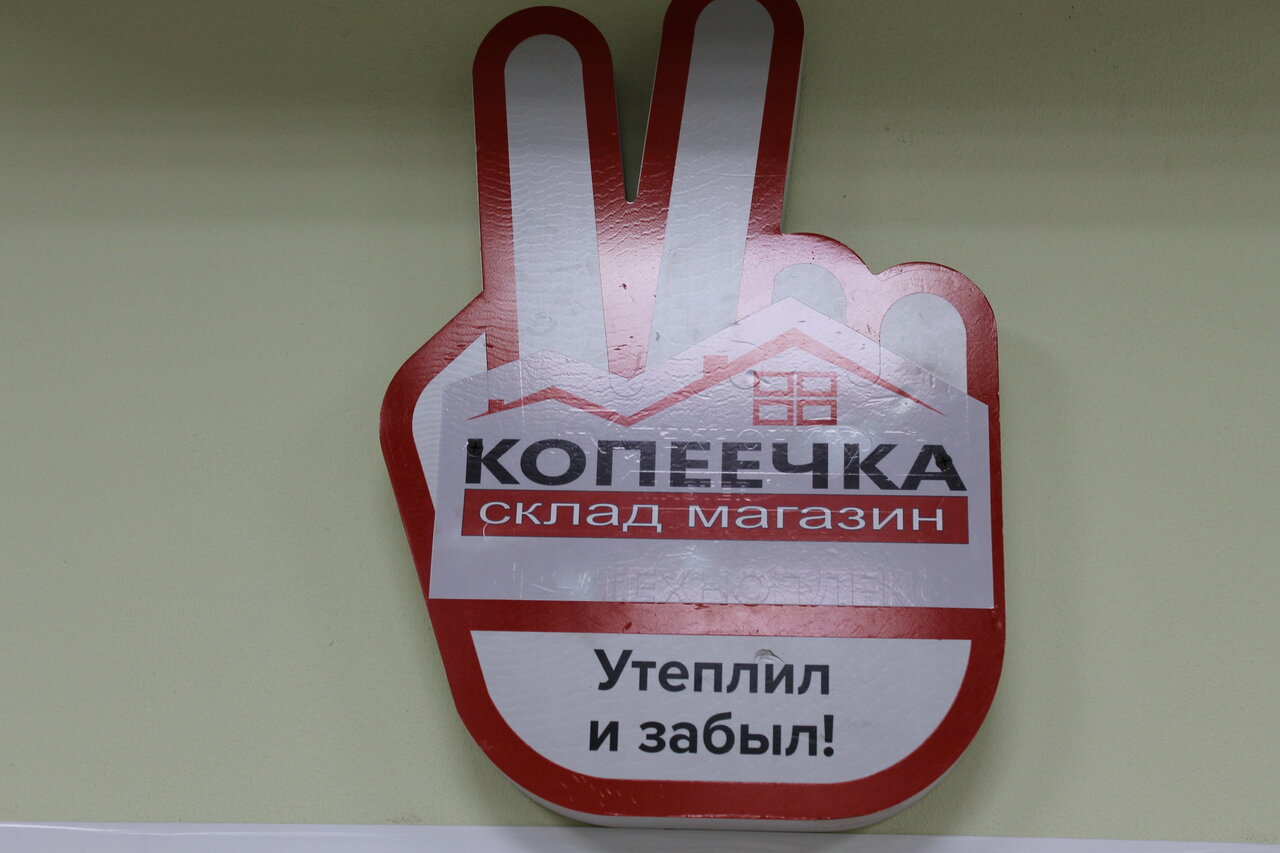 КОПЕЕЧКА
склад магазин
Утеплил
и забыл!